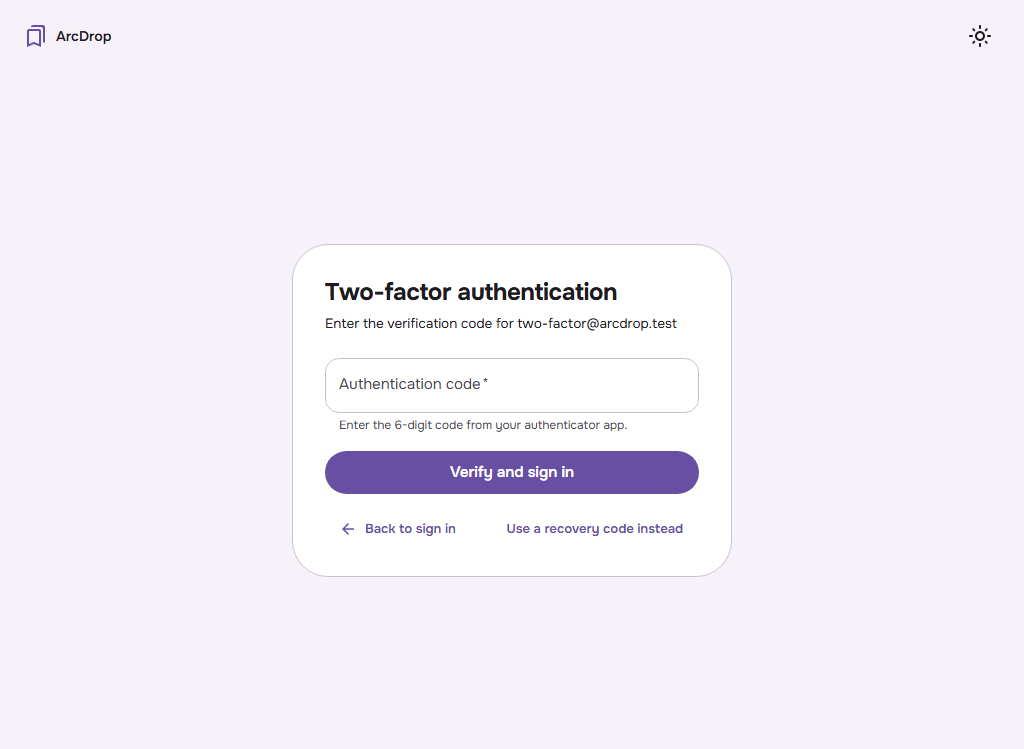 ArcDrop
Two-factor authentication
Enter the verification code for two-factor@arcdrop.test
Authentication code *
Enter the 6-digit code from your authenticator app.
Verify and sign in
Back to sign in
Use a recovery code instead